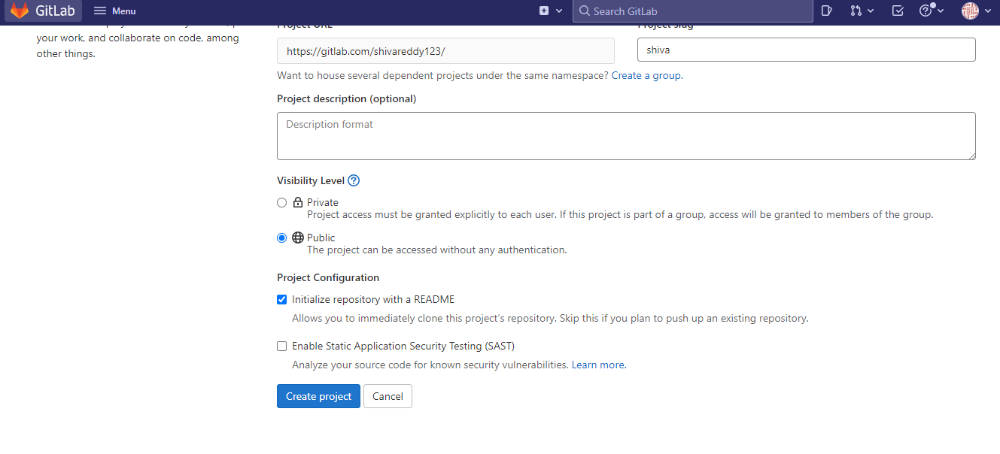 GitLab
Menu
Search GitLab
your work, and collaborate on code, among
other things.
Project URL
Project slug
https://gitlab.com/shivareddy123/
shiva
Want to house several dependent projects under the same namespace? Create a group.
Project description (optional)
Description format
Visibility Level
Private
Project access must be granted explicitly to each user. If this project is part of a group, access will be granted to members of the group.
Public
The project can be accessed without any authentication.
Project Configuration
Initialize repository with a README
Allows you to immediately clone this project’s repository. Skip this if you plan to push up an existing repository.
Enable Static Application Security Testing (SAST)
Analyze your source code for known security vulnerabilities. Learn more.
Create project
Cancel